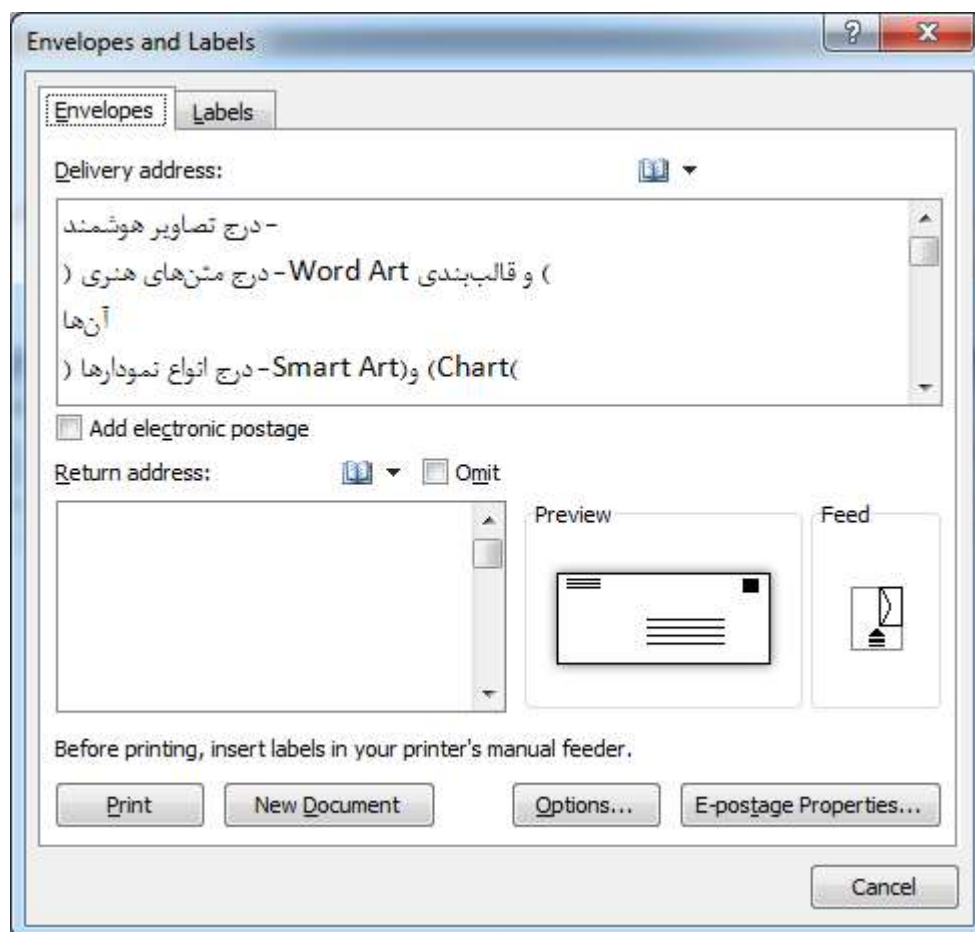 Envelopes and Labels
Envelopes Labels
Delivery address:
-درج تصاویر هوشمند
-درج متن‌های هنری ( Word Art) و قالب‌بندی
آن‌ها
-درج انواع نمودارها ( Smart Art) و(Chart)
Add electronic postage
Return address: Omit
Preview
Feed
Before printing, insert labels in your printer's manual feeder.
Print New Document Options... E-postage Properties...
Cancel